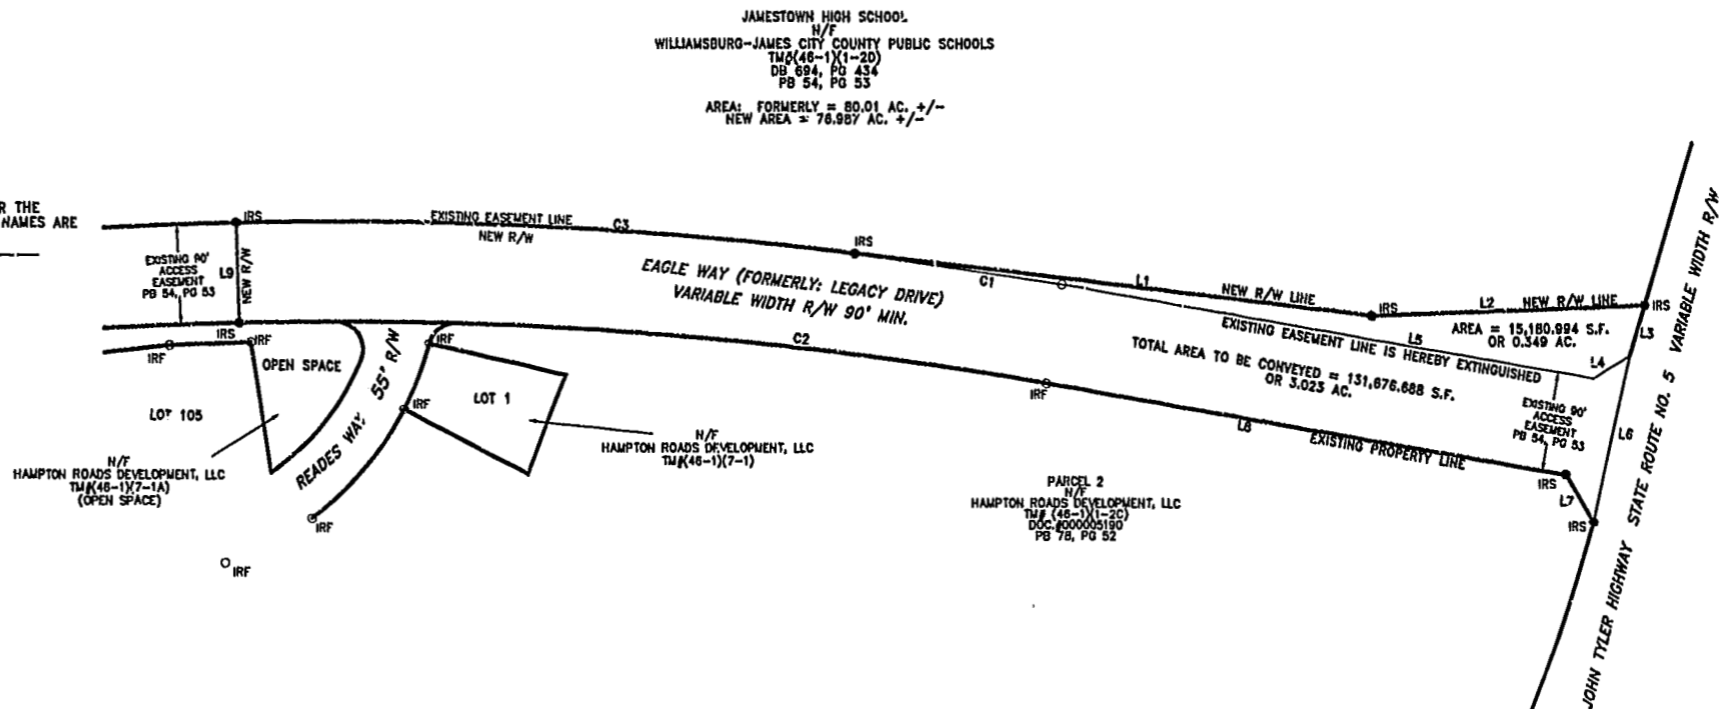 JAMESTOWN HIGH SCHOOL
N/F
WILLIAMSBURG-JAMES CITY COUNTY PUBLIC SCHOOLS
TM#(46-1)(1-2D)
DB 694, PG 434
PB 54, PG 53
AREA: FORMERLY = 80.01 AC. +/-
NEW AREA = 76.987 AC. +/-
R THE
NAMES ARE
IRS
EXISTING EASEMENT LINE
C3
NEW R/W
IRS
EXISTING 90'
ACCESS
EASEMENT
PB 54, PG 53
L9
NEW R/W
EAGLE WAY (FORMERLY: LEGACY DRIVE)
VARIABLE WIDTH R/W 90' MIN.
C1
L1
NEW R/W LINE
IRS
L2
NEW R/W LINE
IRS
L3
AREA = 15,180.994 S.F.
OR 0.349 AC.
L5
EXISTING EASEMENT LINE IS HEREBY EXTINGUISHED
L4
TOTAL AREA TO BE CONVEYED = 131,676.688 S.F.
OR 3.023 AC.
IRS
IRF
IRF
IRF
C2
OPEN SPACE
READES WAY 55' R/W
LOT 105
LOT 1
IRF
IRF
EXISTING 90'
ACCESS
EASEMENT
PB 54, PG 53
L6
L8
EXISTING PROPERTY LINE
IRS
L7
IRS
N/F
HAMPTON ROADS DEVELOPMENT, LLC
TM#(46-1)(7-1A)
(OPEN SPACE)
N/F
HAMPTON ROADS DEVELOPMENT, LLC
TM#(46-1)(7-1)
PARCEL 2
N/F
HAMPTON ROADS DEVELOPMENT, LLC
TM# (46-1)(1-2C)
DOC.#000005190
PB 78, PG 52
IRF
IRF
JOHN TYLER HIGHWAY STATE ROUTE NO. 5 VARIABLE WIDTH R/W